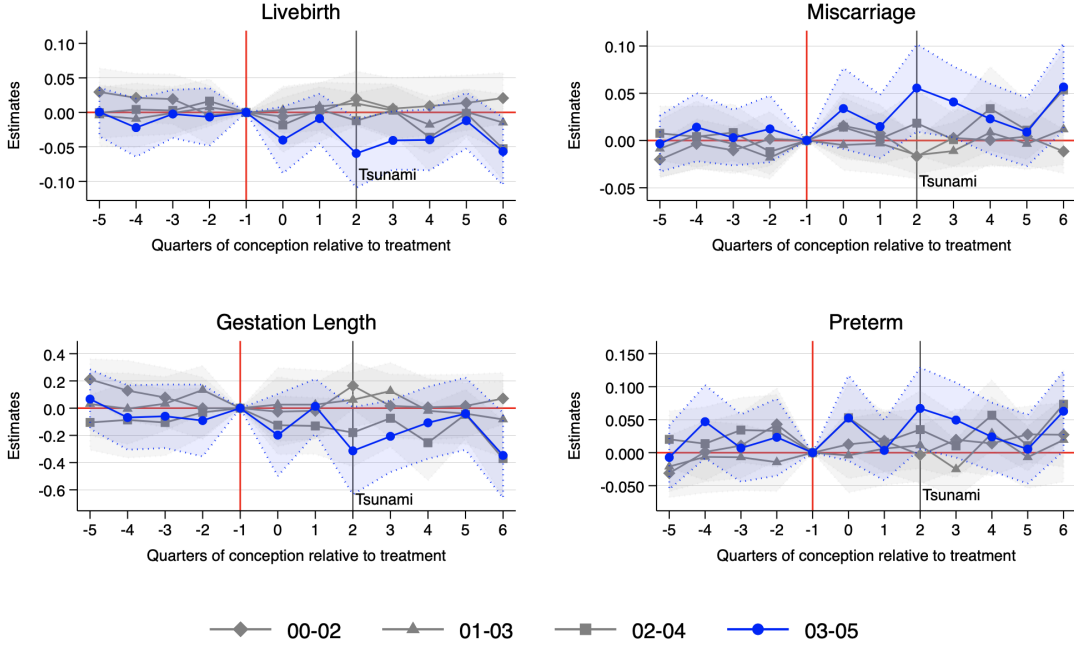 Livebirth
Estimates
0.10
0.05
0.00
-0.05
-0.10
Tsunami
-5 -4 -3 -2 -1 0 1 2 3 4 5 6
Quarters of conception relative to treatment
Miscarriage
Estimates
0.10
0.05
0.00
-0.05
Tsunami
-5 -4 -3 -2 -1 0 1 2 3 4 5 6
Quarters of conception relative to treatment
Gestation Length
Estimates
0.4
0.2
0.0
-0.2
-0.4
-0.6
Tsunami
-5 -4 -3 -2 -1 0 1 2 3 4 5 6
Quarters of conception relative to treatment
Preterm
Estimates
0.150
0.100
0.050
0.000
-0.050
Tsunami
-5 -4 -3 -2 -1 0 1 2 3 4 5 6
Quarters of conception relative to treatment
00-02 01-03 02-04 03-05